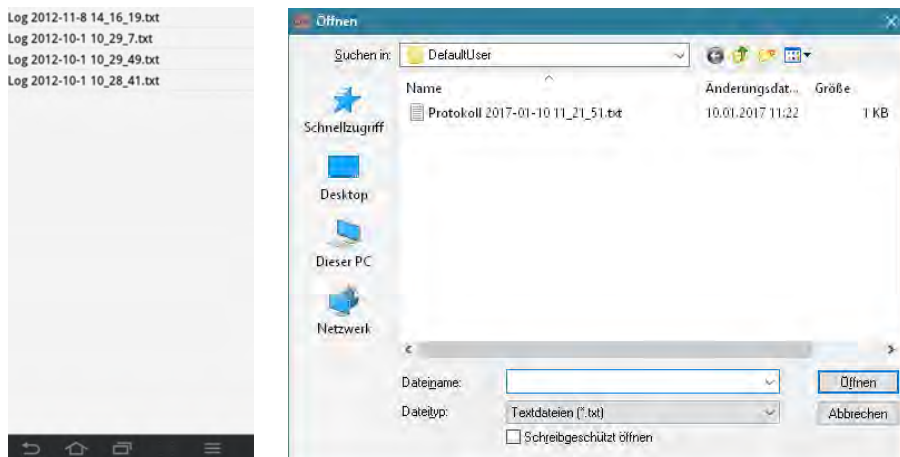 Log 2012-11-8 14_16_19.txt
Log 2012-10-1 10_29_7.txt
Log 2012-10-1 10_29_49.txt
Log 2012-10-1 10_28_41.txt
Öffnen
Suchen in:
DefaultUser
Name
Änderungsdat...
Größe
Protokoll 2017-01-10 11_21_51.txt
10.01.2017 11:22
1 KB
Schnellzugriff
Desktop
Dieser PC
Netzwerk
Dateiname:
Öffnen
Dateityp:
Textdateien (*.txt)
Abbrechen
Schreibgeschützt öffnen